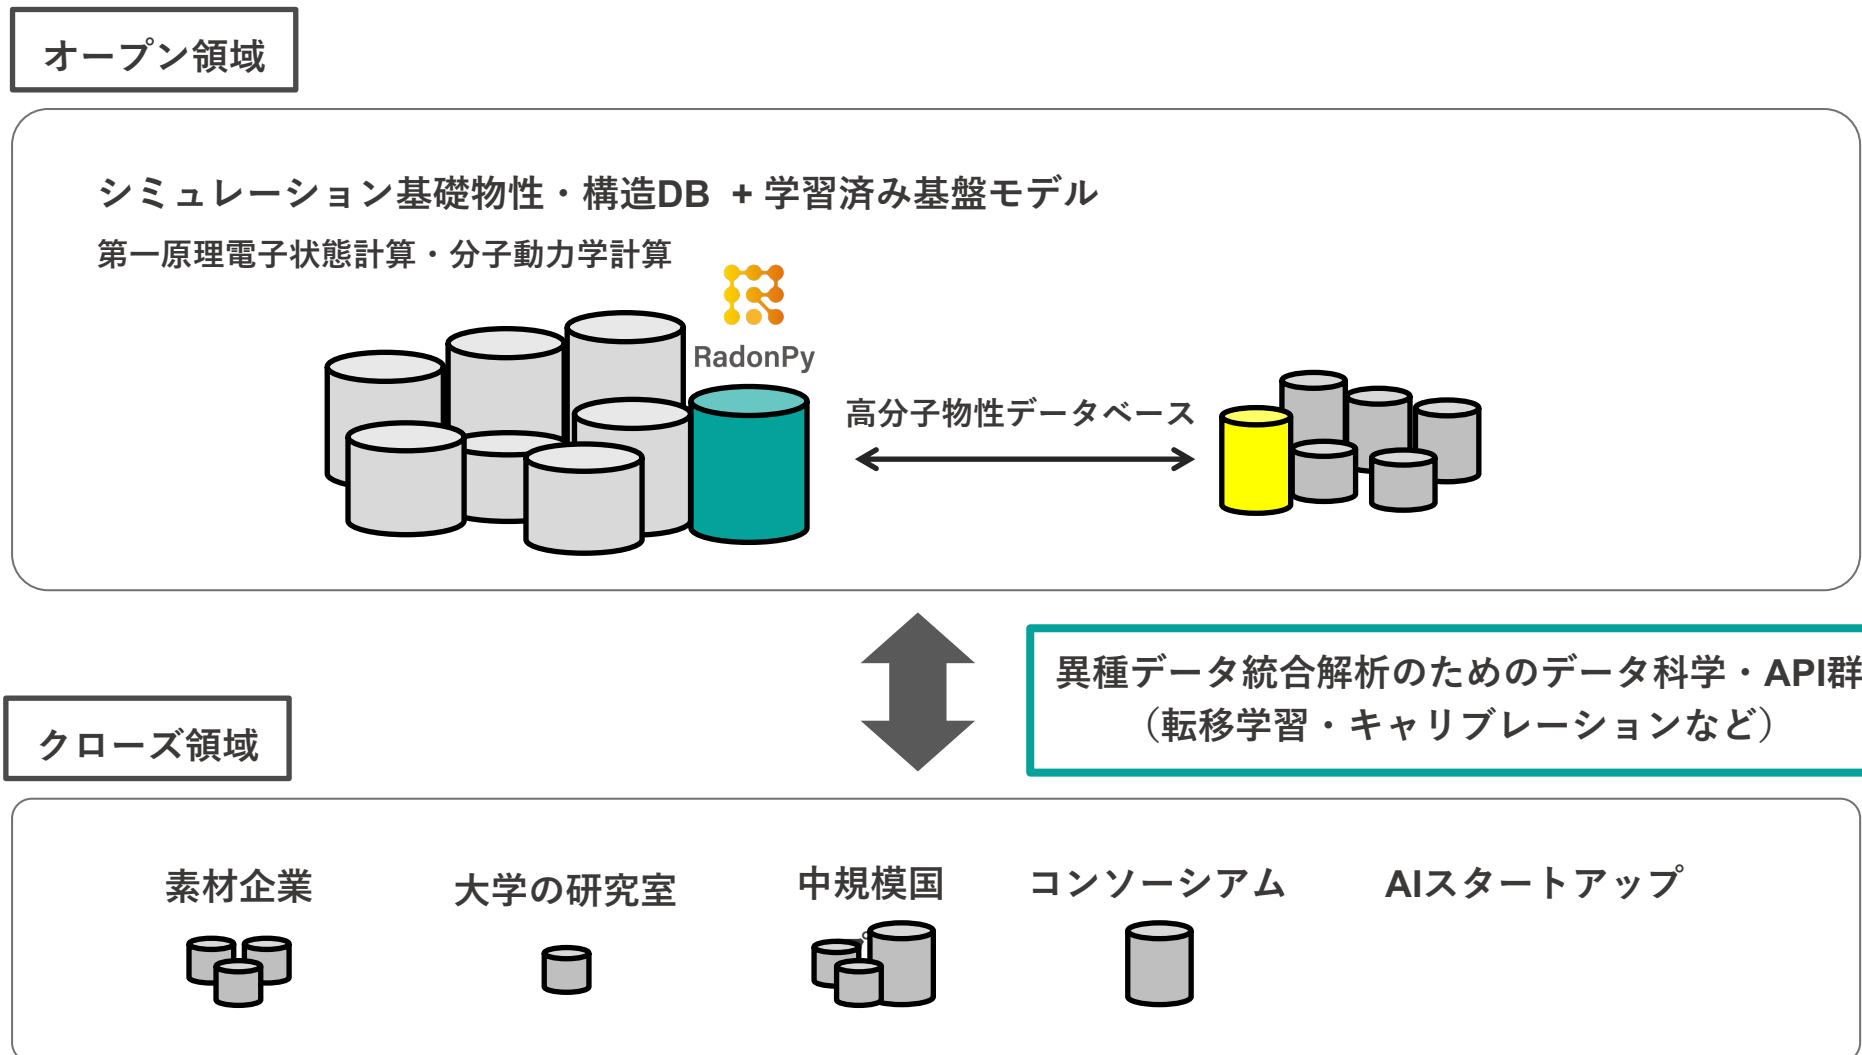 オープン領域
シミュレーション基礎物性・構造DB + 学習済み基盤モデル
第一原理電子状態計算・分子動力学計算
RadonPy
高分子物性データベース
異種データ統合解析のためのデータ科学・API群
（転移学習・キャリブレーションなど）
クローズ領域
素材企業
大学の研究室
中規模国
コンソーシアム
AIスタートアップ